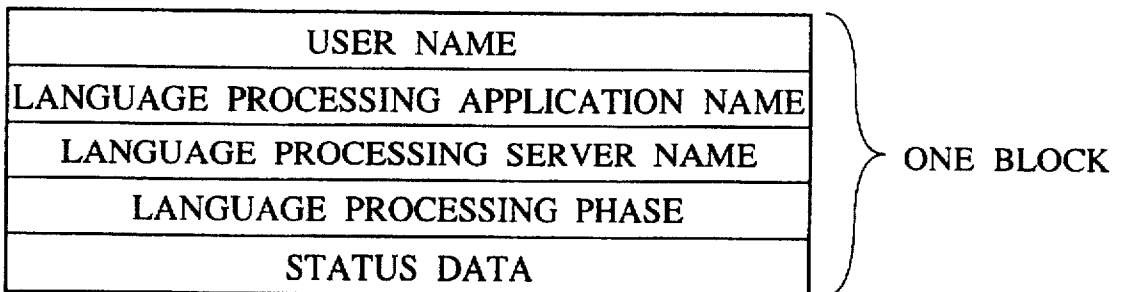 USER NAME
LANGUAGE PROCESSING APPLICATION NAME
LANGUAGE PROCESSING SERVER NAME
ONE BLOCK
LANGUAGE PROCESSING PHASE
STATUS DATA